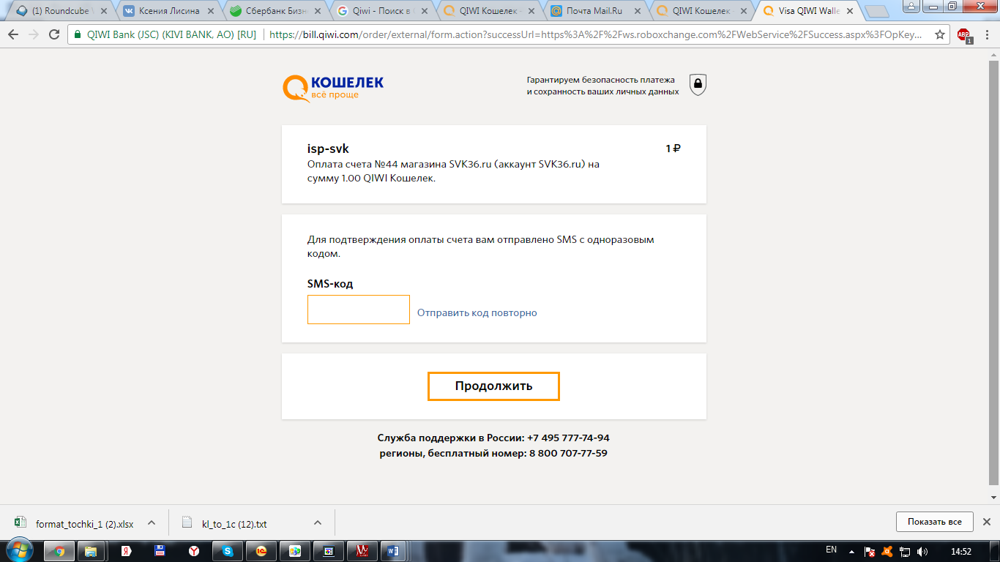 (1) Roundcube
Ксения Лисина
Сбербанк Бизн
Qiwi - Поиск в
QIWI Кошелек
Почта Mail.Ru
QIWI Кошелек -
Visa QIWI Walle
QIWI Bank (JSC) (KIVI BANK, AO) [RU]
https://bill.qiwi.com/order/external/form.action?successUrl=https%3A%2F%2Fws.roboxchange.com%2FWebService%2FSuccess.aspx%3FOpKey...
ABP
1
КОШЕЛЕК
всё проще
Гарантируем безопасность платежа
и сохранность ваших личных данных
isp-svk
1 ₽
Оплата счета №44 магазина SVK36.ru (аккаунт SVK36.ru) на
сумму 1.00 QIWI Кошелек.
Для подтверждения оплаты счета вам отправлено SMS с одноразовым
кодом.
SMS-код
Отправить код повторно
Продолжить
Служба поддержки в России: +7 495 777-74-94
регионы, бесплатный номер: 8 800 707-77-59
format_tochki_1 (2).xlsx
kl_to_1c (12).txt
Показать все
EN
14:52